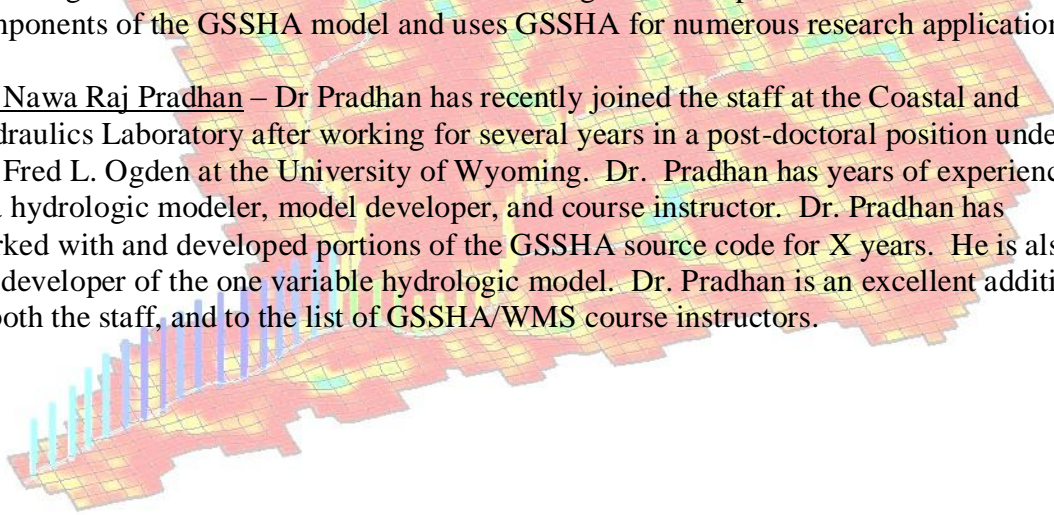 mponents of the GSSHA model and uses GSSHA for numerous research application
Nawa Raj Pradhan – Dr Pradhan has recently joined the staff at the Coastal and
draulics Laboratory after working for several years in a post-doctoral position unde
Fred L. Ogden at the University of Wyoming. Dr. Pradhan has years of experienc
hydrologic modeler, model developer, and course instructor. Dr. Pradhan has
rked with and developed portions of the GSSHA source code for X years. He is als
developer of the one variable hydrologic model. Dr. Pradhan is an excellent additi
both the staff, and to the list of GSSHA/WMS course instructors.